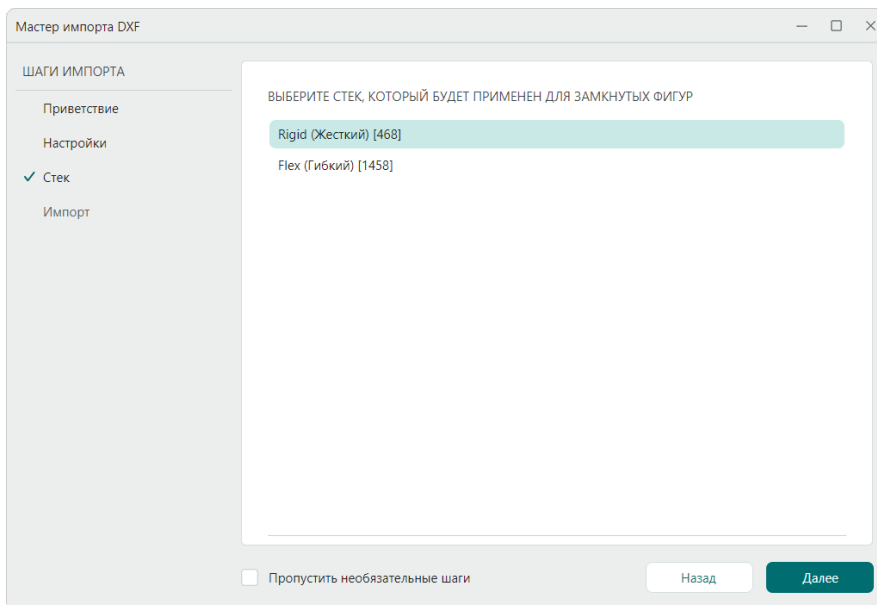 Мастер импорта DXF
ШАГИ ИМПОРТА
Приветствие
Настройки
Стек
Импорт
ВЫБЕРИТЕ СТЕК, КОТОРЫЙ БУДЕТ ПРИМЕНЕН ДЛЯ ЗАМКНУТЫХ ФИГУР
Rigid (Жесткий) [468]
Flex (Гибкий) [1458]
Пропустить необязательные шаги
Назад
Далее